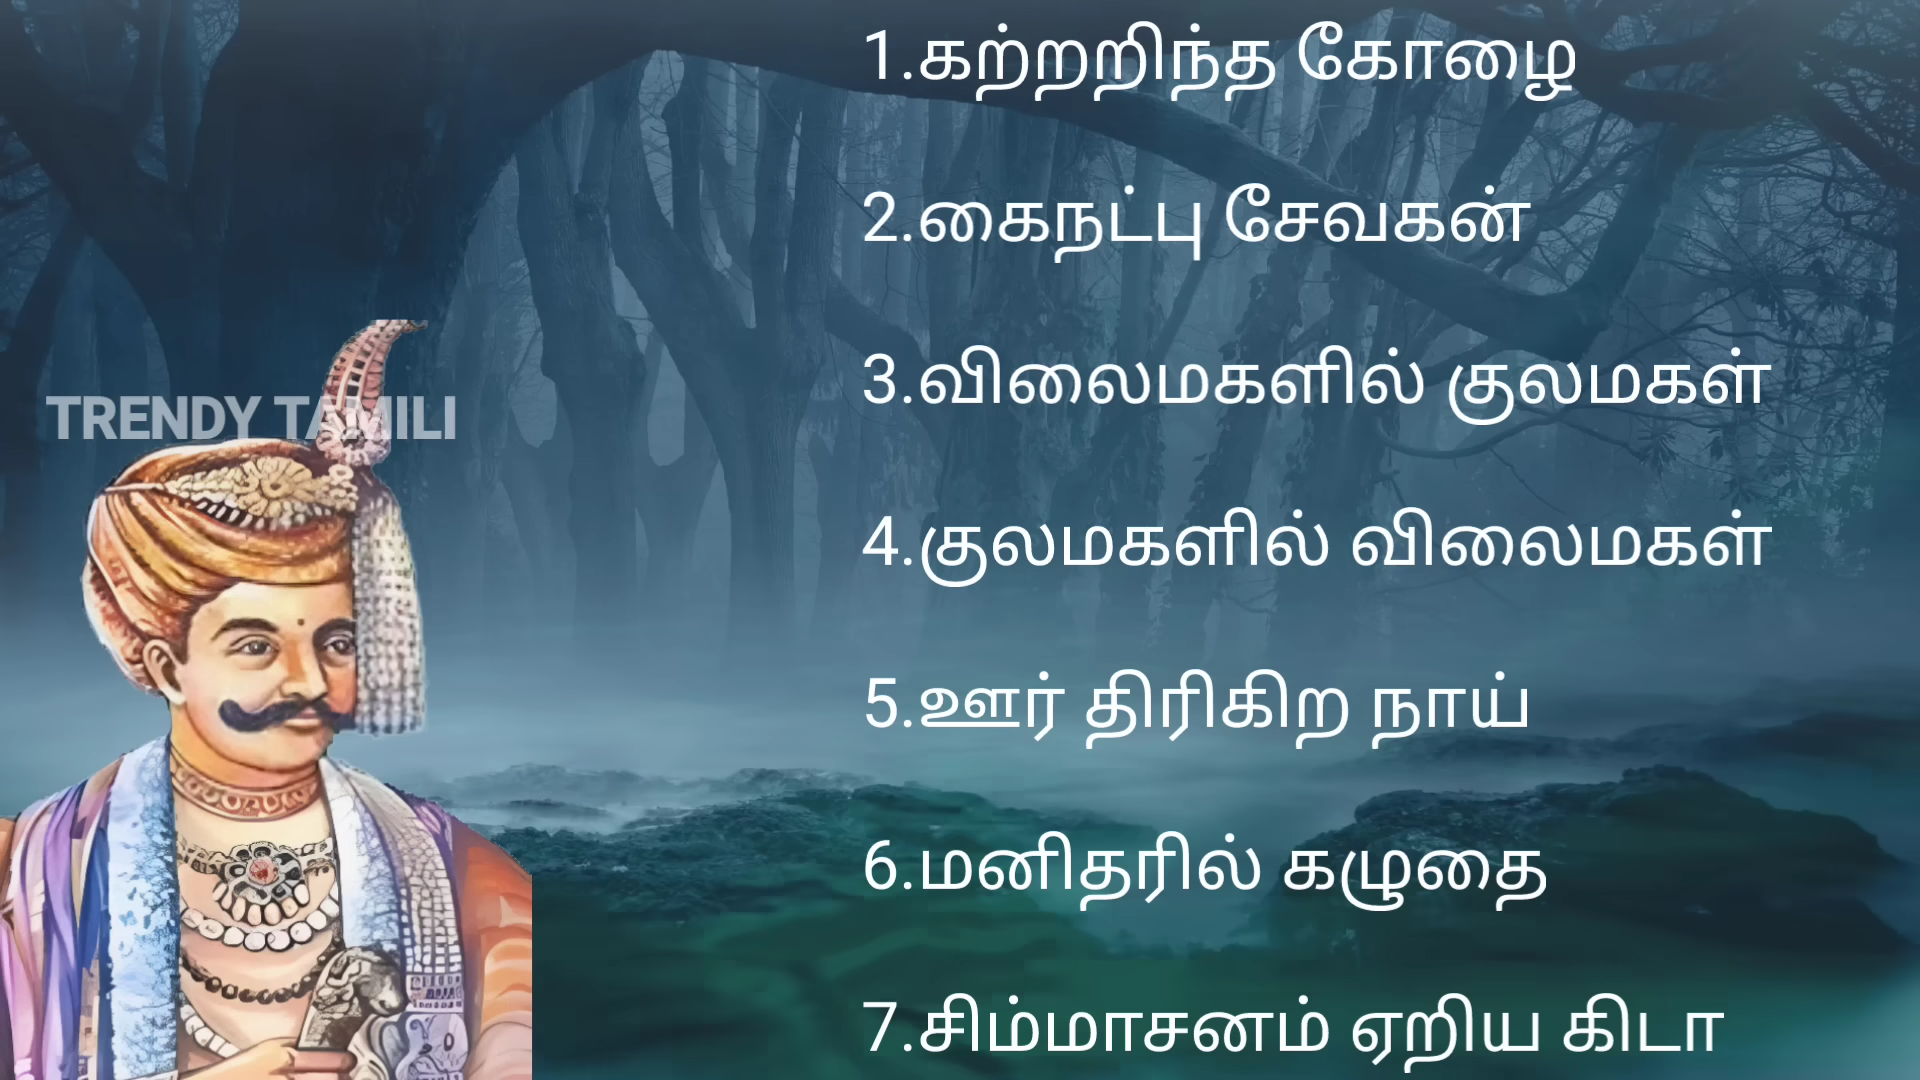 1.கற்றறிந்த கோழை
2.கைநட்பு சேவகன்
3.விலைமகளில் குலமகள்
TRENDY TAMILI
4.குலமகளில் விலைமகள்
5.ஊர் திரிகிற நாய்
6.மனிதரில் கழுதை
7.சிம்மாசனம் ஏறிய கிடா